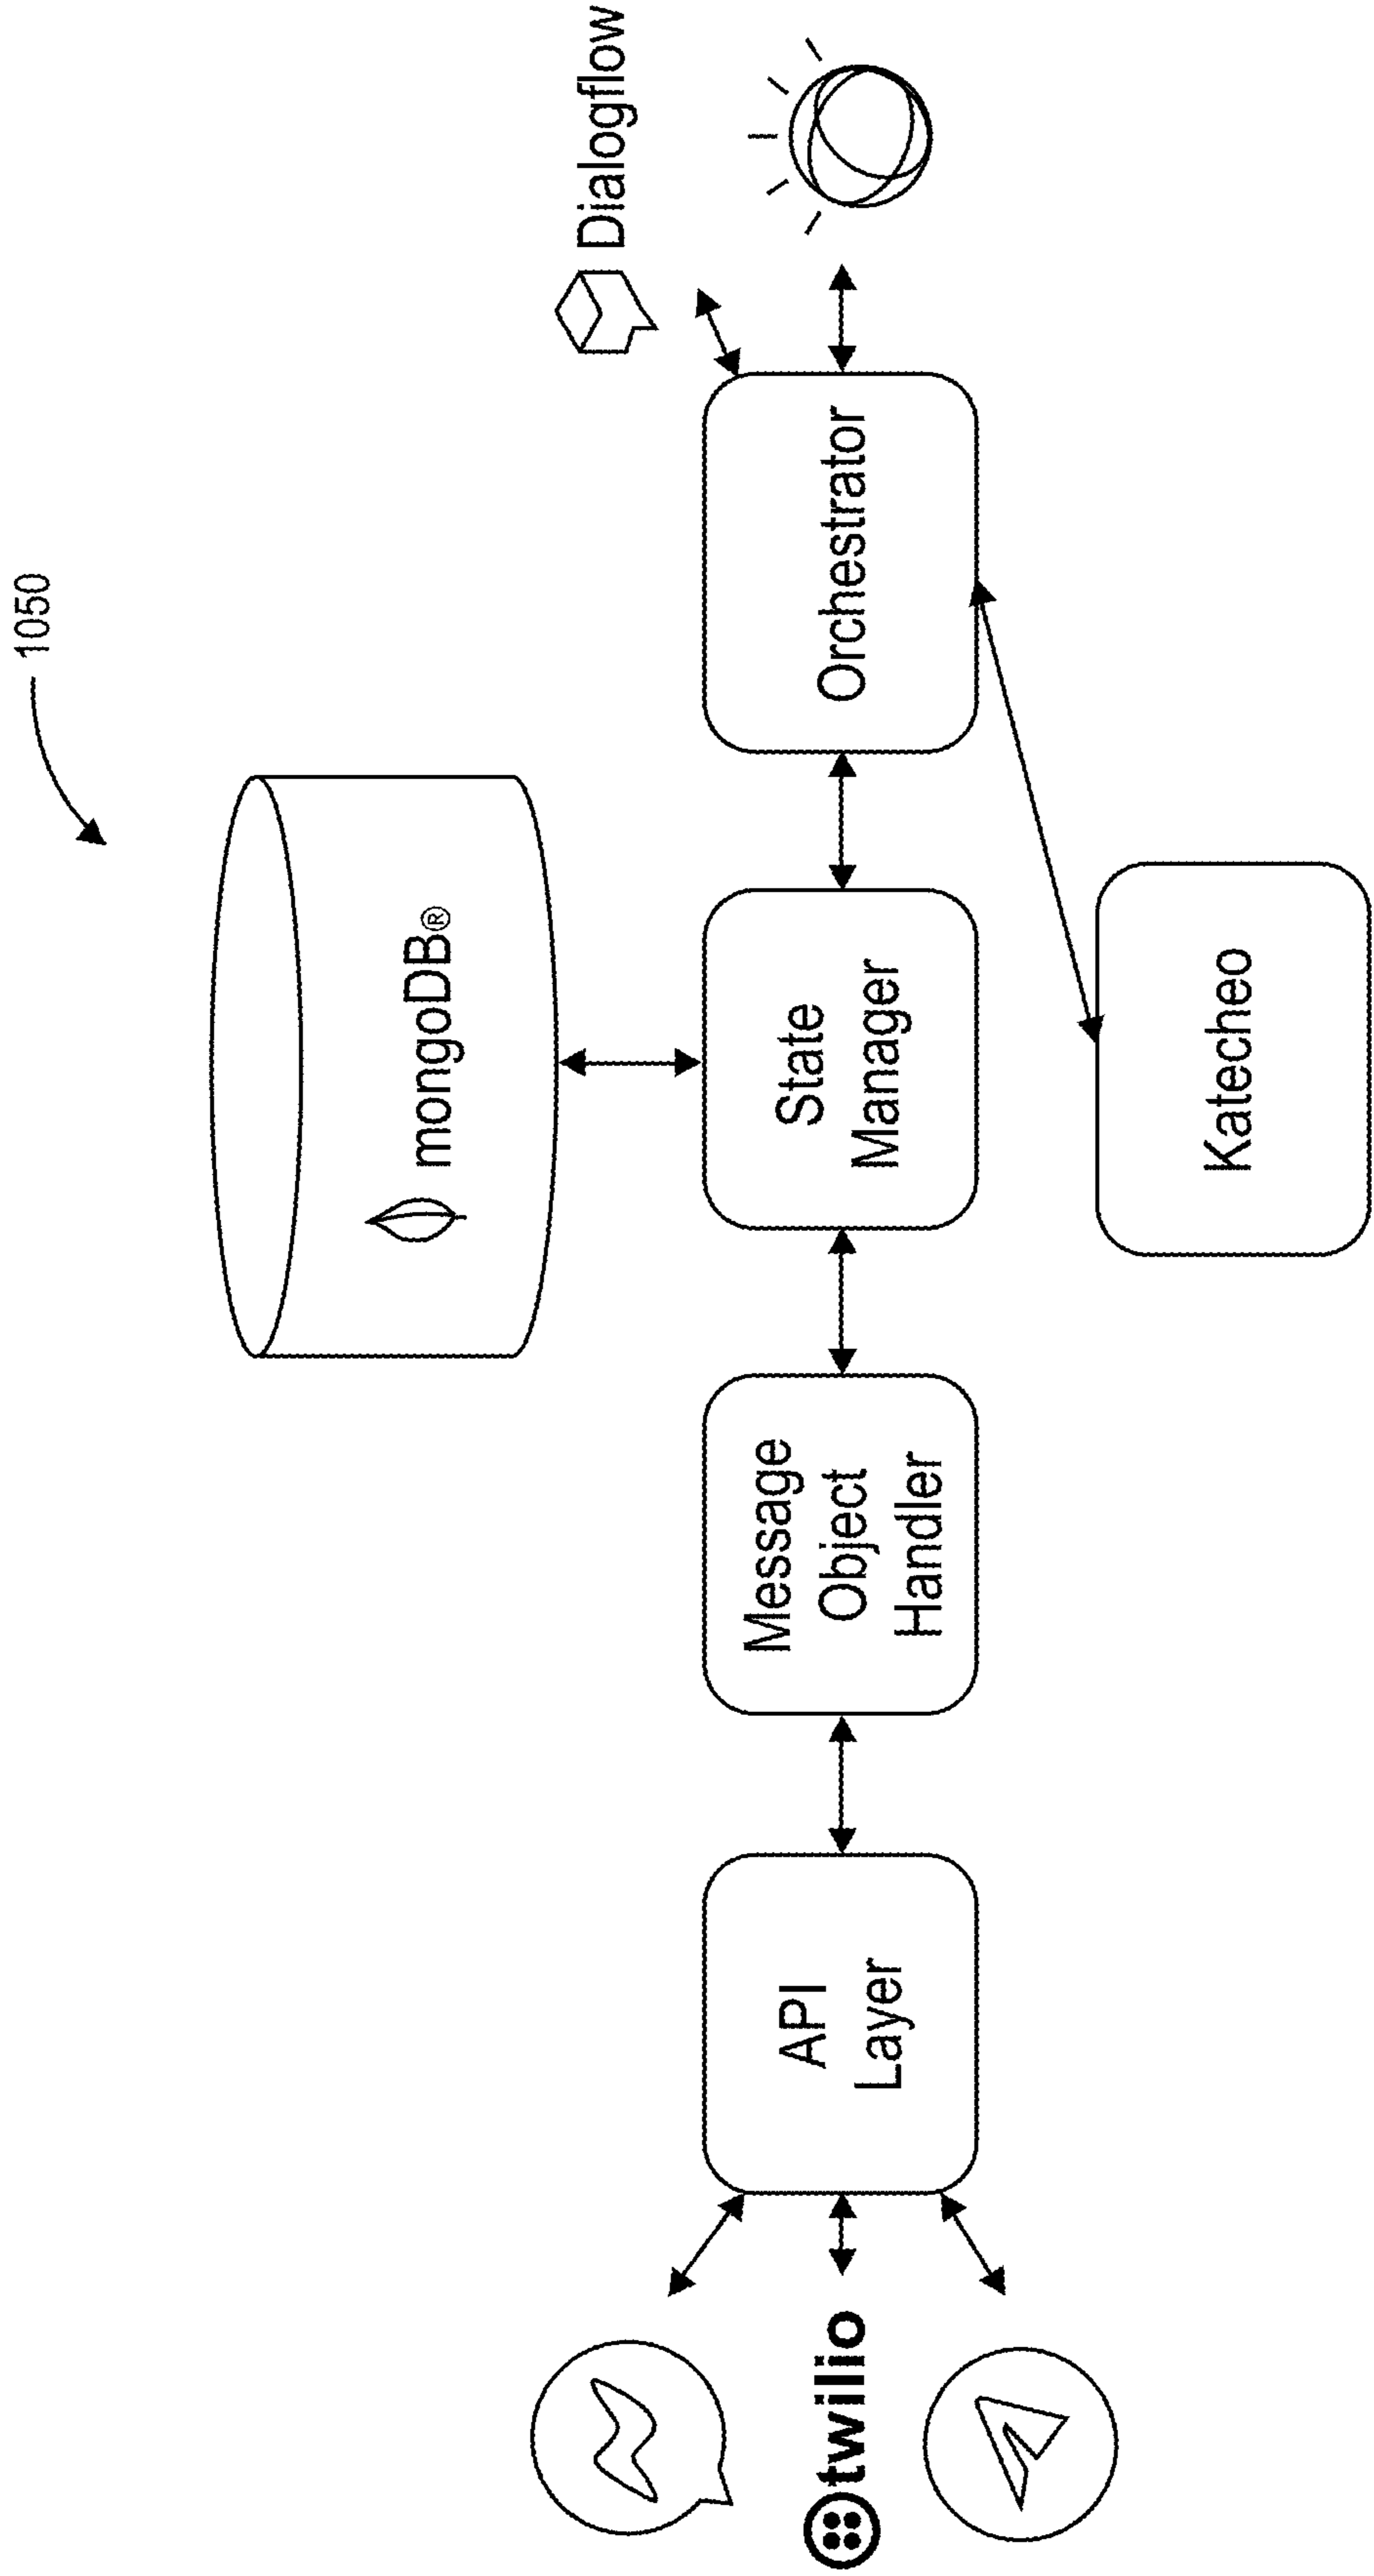 1050
mongoDB®
Dialogflow
twilio
API
Layer
Message
Object
Handler
State
Manager
Orchestrator
Katecheo